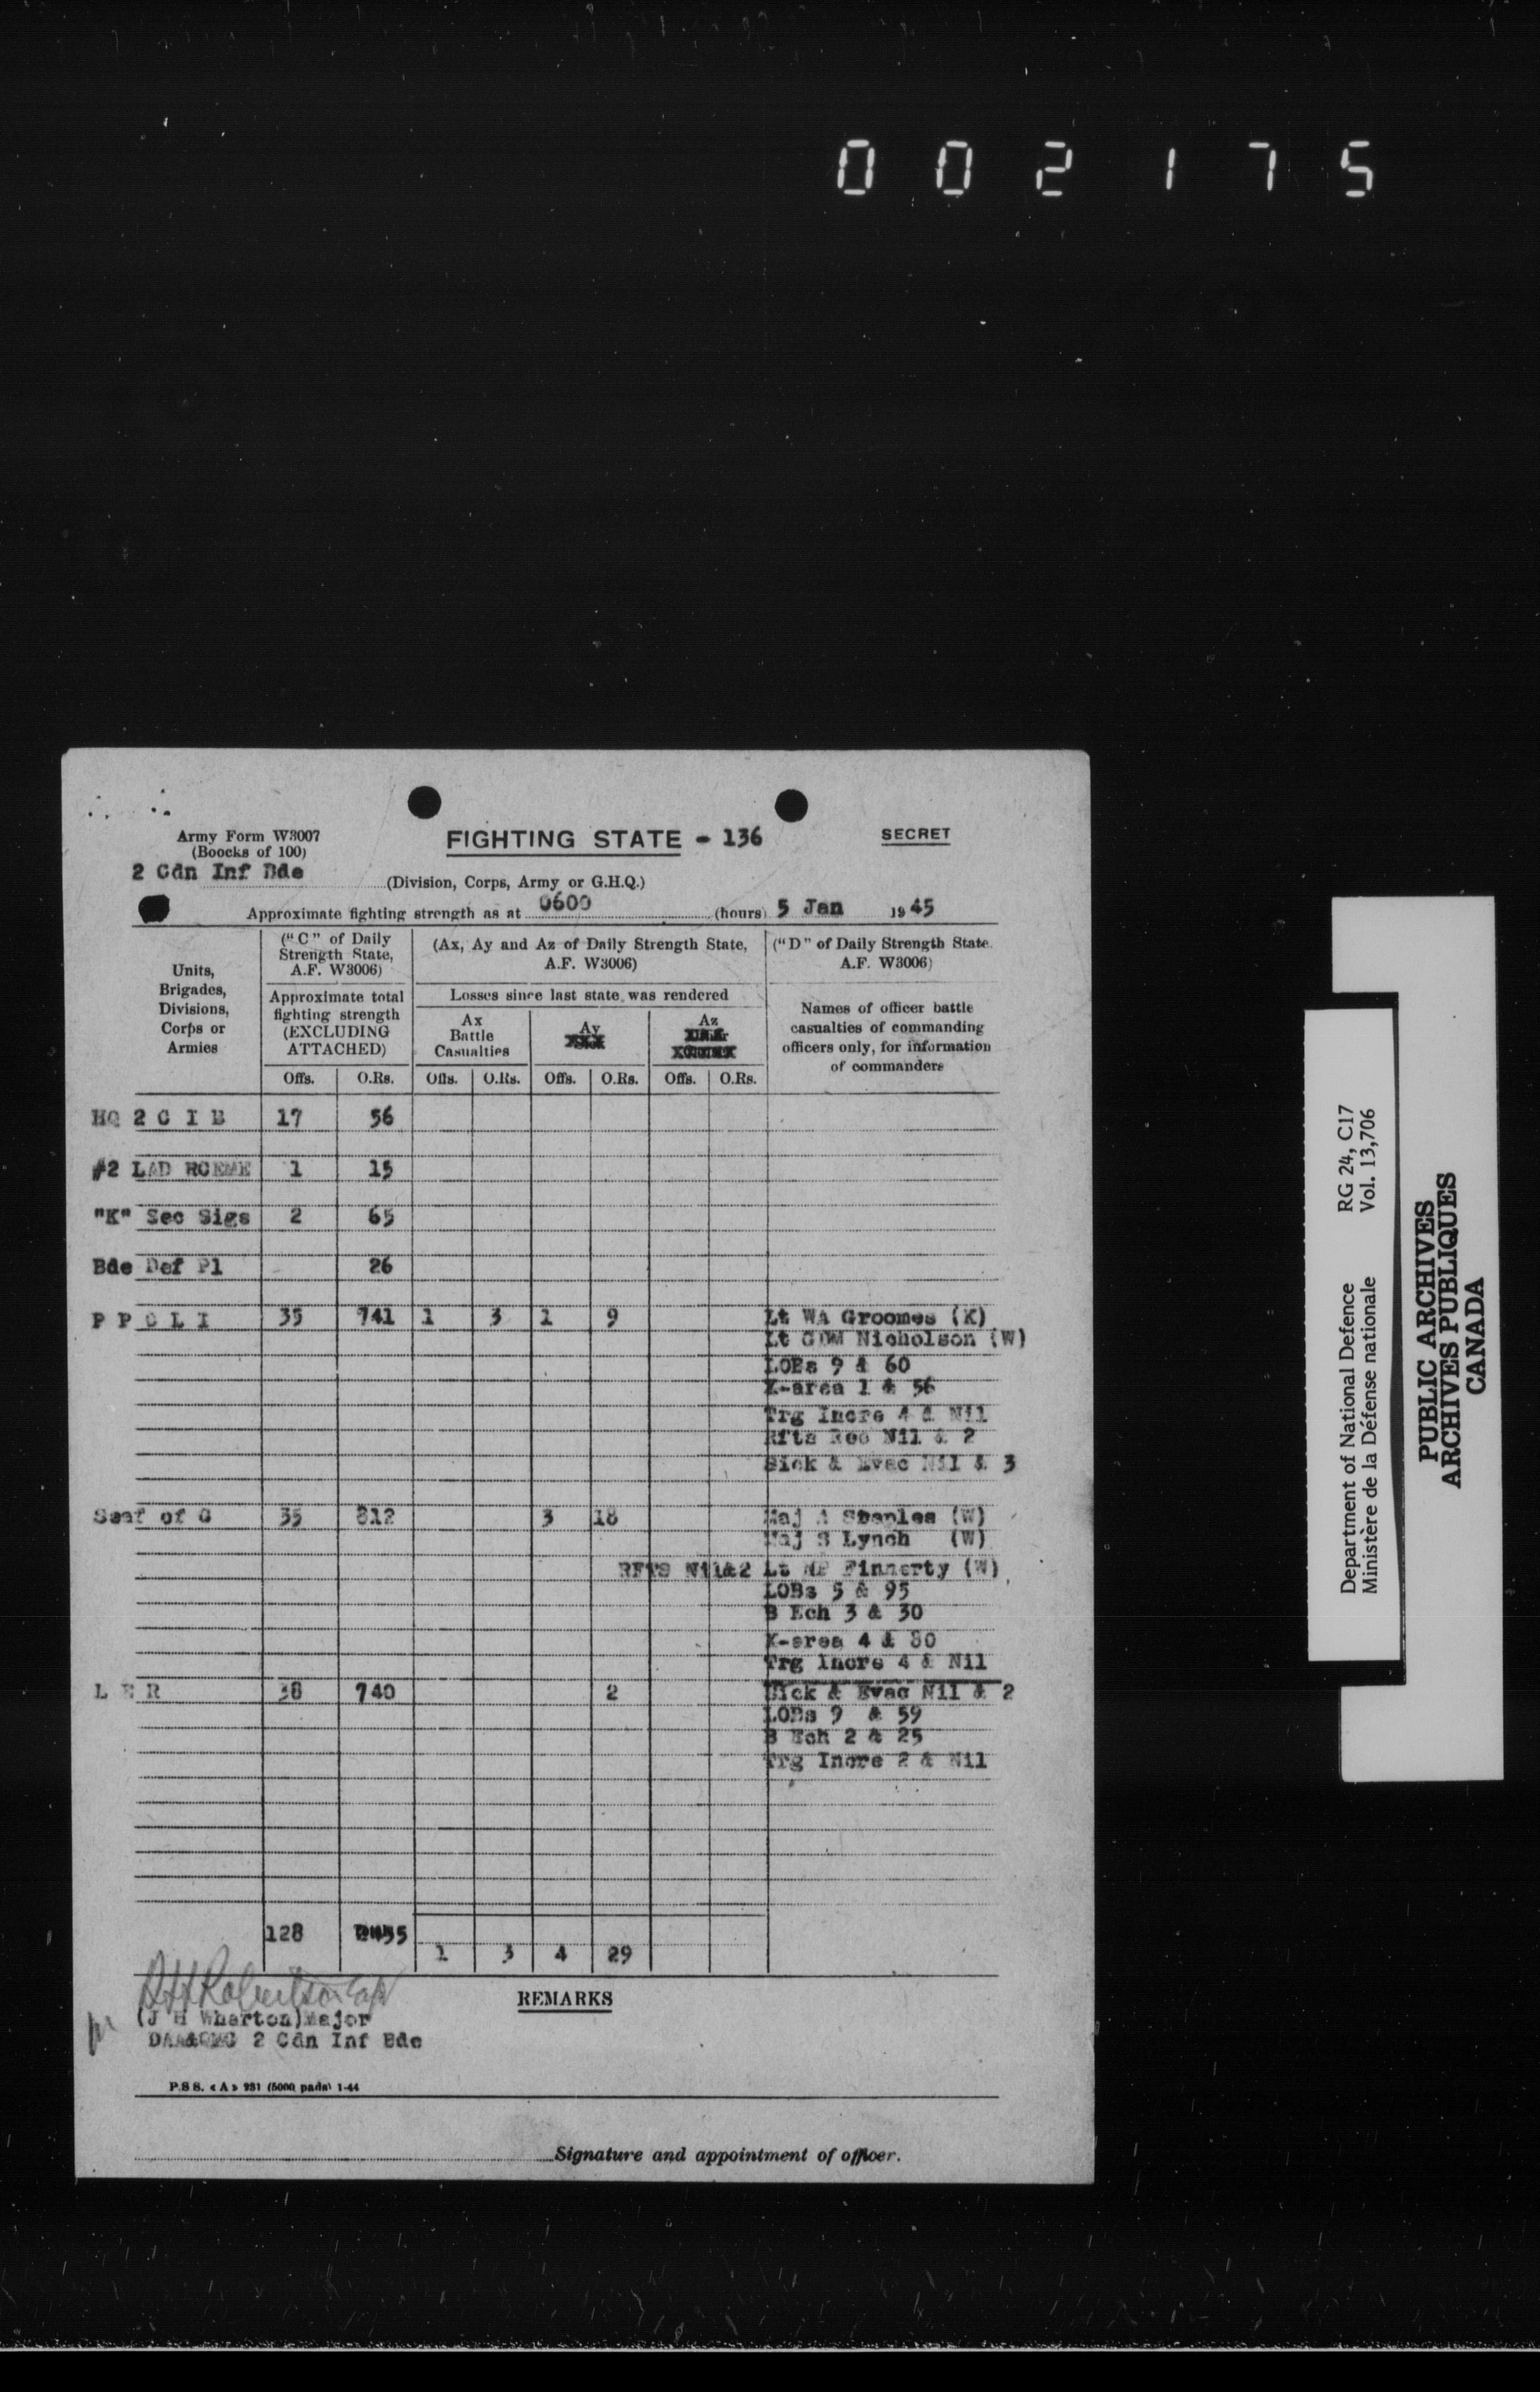 002175
Army Form W3007
(Boocks of 100)
FIGHTING STATE - 136
SECRET
2 Cdn Inf Bde
(Division, Corps, Army or G.H.Q.)
Approximate fighting strength as at 0600 (hours) 5 Jan 1945
Units, Brigades, Divisions, Corps or Armies
("C" of Daily Strength State, A.F. W3006)
Approximate total fighting strength (EXCLUDING ATTACHED)
(Ax, Ay and Az of Daily Strength State, A.F. W3006)
Losses since last state was rendered
Ax Battle Casualties
Ay
Az
("D" of Daily Strength State A.F. W3006)
Names of officer battle casualties of commanding officers only, for information of commanders
Offs. O.Rs. Offs. O.Rs. Offs. O.Rs. Offs. O.Rs.
HQ 2 C I B 17 56
#2 LAD RCEME 1 15
"K" Sec Sigs 2 65
Bde Def Pl 26
P P C L I 35 741 1 3 1 9 Lt WA Groomes (K)
Lt GDM Nicholson (W)
LOBs 9 & 60
X-area 1 & 56
Trg Incre 4 & Nil
Rfts Rec Nil & 2
Sick & Evac Nil & 3
Seaf of C 35 812 3 18 Maj A Staples (W)
Maj S Lynch (W)
RFTS Nil&2 Lt Finnerty (W)
LOBs 5 & 95
B Ech 3 & 30
X-area 4 & 80
Trg Incre 4 & Nil
L E R 38 740 2 Sick & Evac Nil & 2
LOBs 9 & 59
B Ech 2 & 25
Trg Incre 2 & Nil
128 2455
1 3 4 29
REMARKS
(J H Wharton)Major
DAA&QMG 2 Cdn Inf Bde
P.S S. « A » 231 (5000 pads) 1-44
Signature and appointment of officer.
Department of National Defence RG 24, C17
Ministère de la Défense nationale Vol. 13,706
PUBLIC ARCHIVES
ARCHIVES PUBLIQUES
CANADA